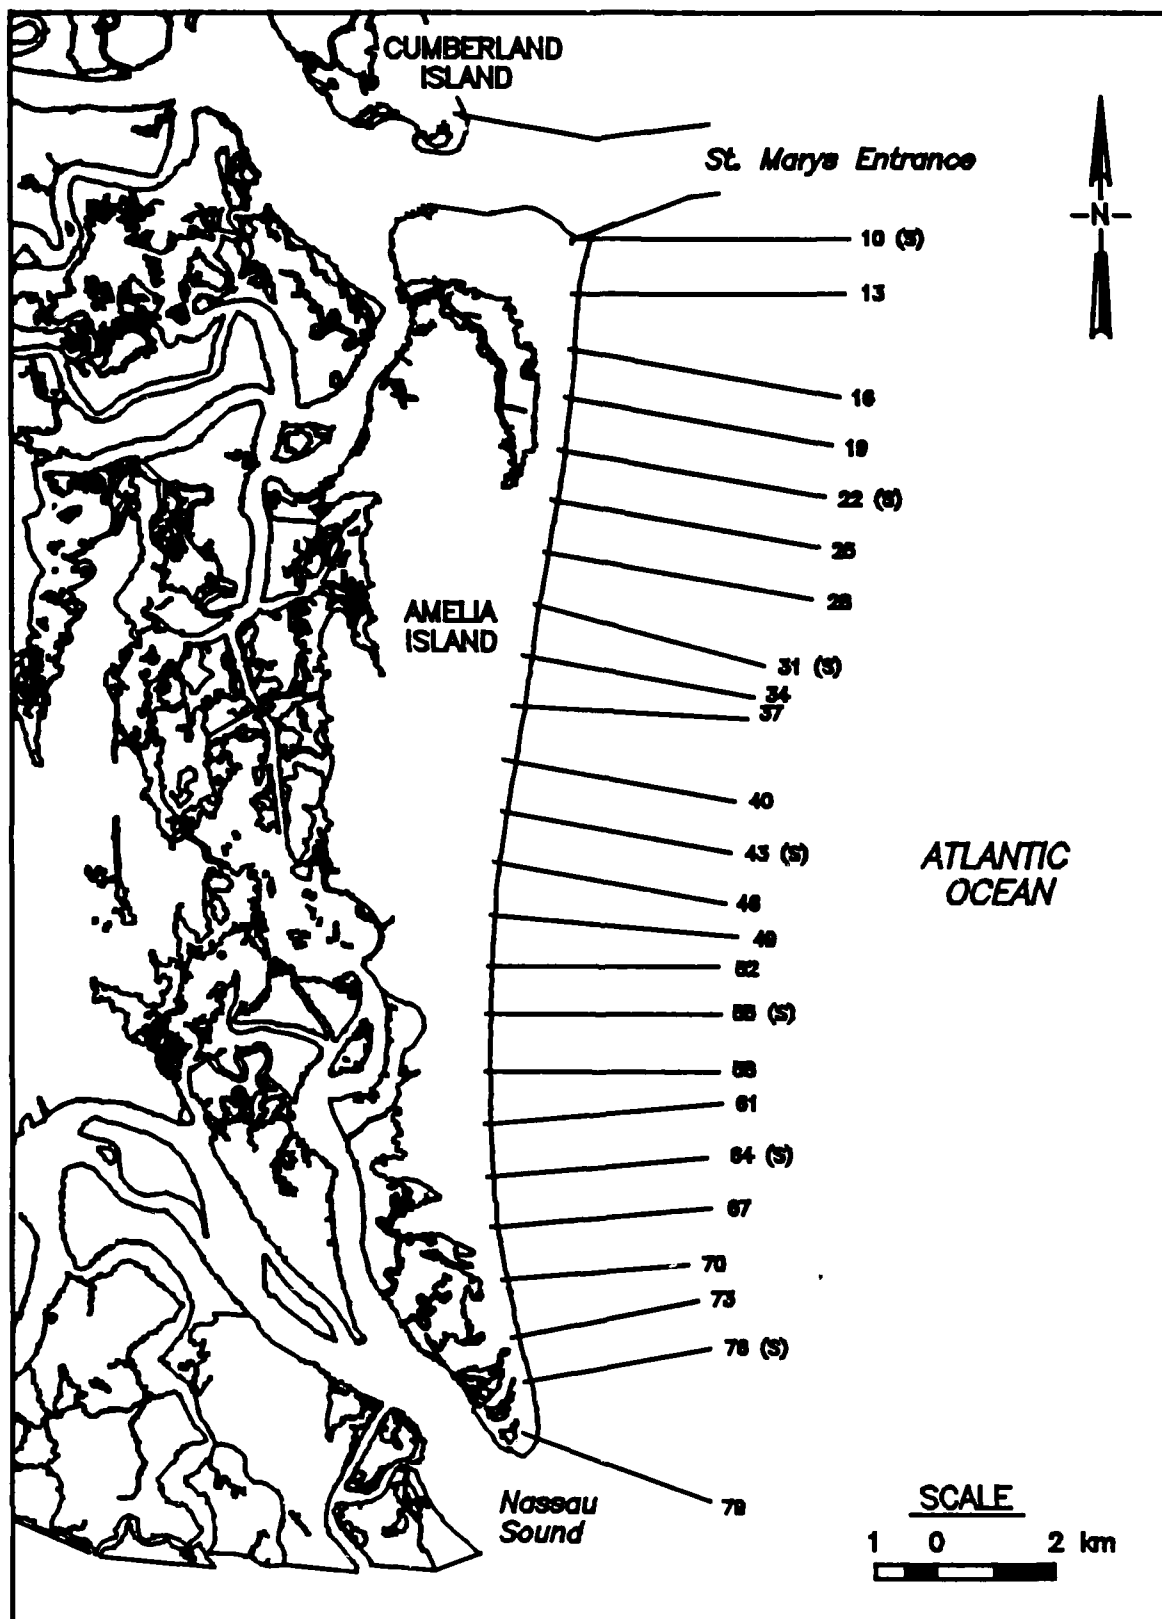 CUMBERLAND
ISLAND
St. Marys Entrance
N
10 (S)
13
16
19
22 (S)
25
28
AMELIA
ISLAND
31 (S)
34
37
40
43 (S)
ATLANTIC
OCEAN
46
49
52
55 (S)
58
61
64 (S)
67
70
73
76 (S)
79
Nassau
Sound
SCALE
1 0 2 km